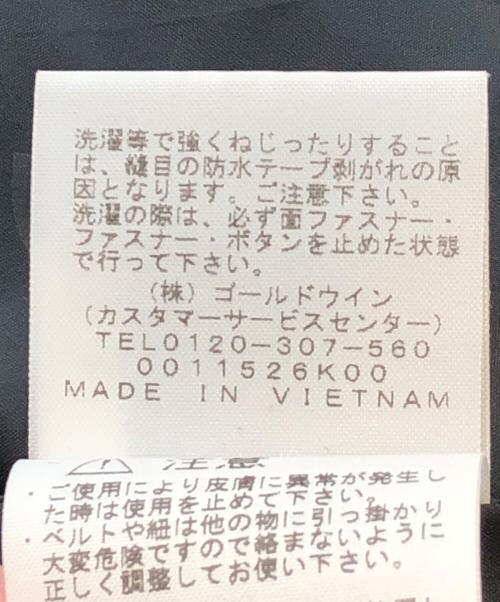 洗濯等で強くねじったりすること
は、縫目の防水テープ剥がれの原
因となります。ご注意下さい。
洗濯の際は、必ず面ファスナー・
ファスナー・ボタンを止めた状態
で行って下さい。
（株）ゴールドウイン
（カスタマーサービスセンター）
TEL0120-307-560
0011526K00
MADE IN VIETNAM
注意
・ご使用により皮膚に異常が発生し
た時は使用を止めて下さい。
・ベルトや紐は他の物に引っ掛かり
大変危険ですので絡まないように
正しく調整してお使い下さい。